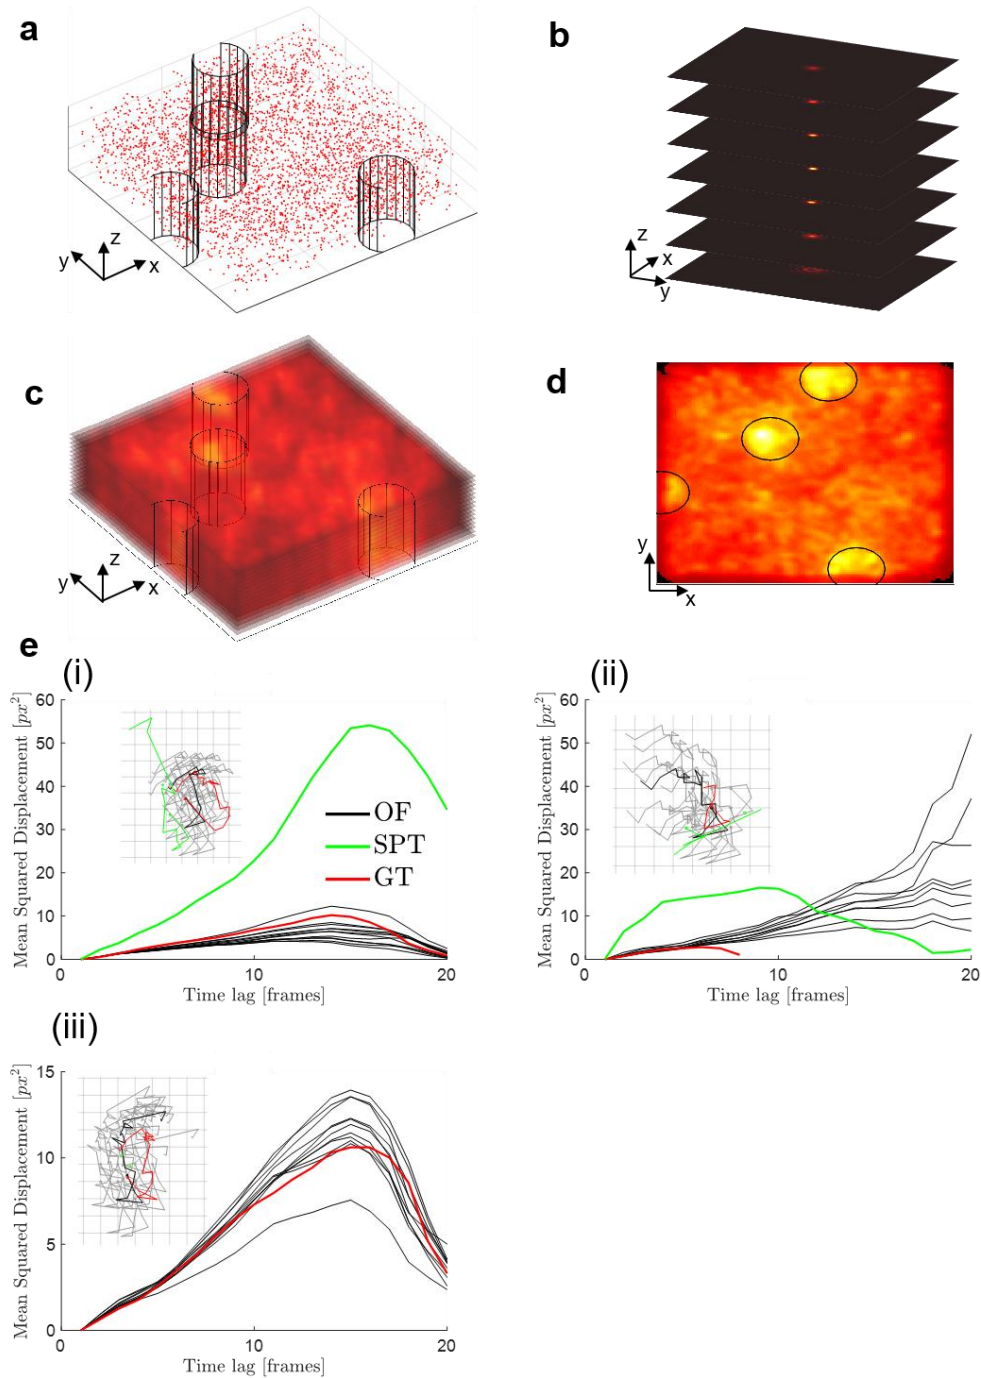 a
b
z
y
x
z
x
y
c
d
z
y
x
y
x
e
(i)
(ii)
Mean Squared Displacement [px²]
60
50
40
30
20
10
0
OF
SPT
GT
0
10
20
Time lag [frames]
Mean Squared Displacement [px²]
60
50
40
30
20
10
0
0
10
20
Time lag [frames]
(iii)
Mean Squared Displacement [px²]
15
10
5
0
0
10
20
Time lag [frames]